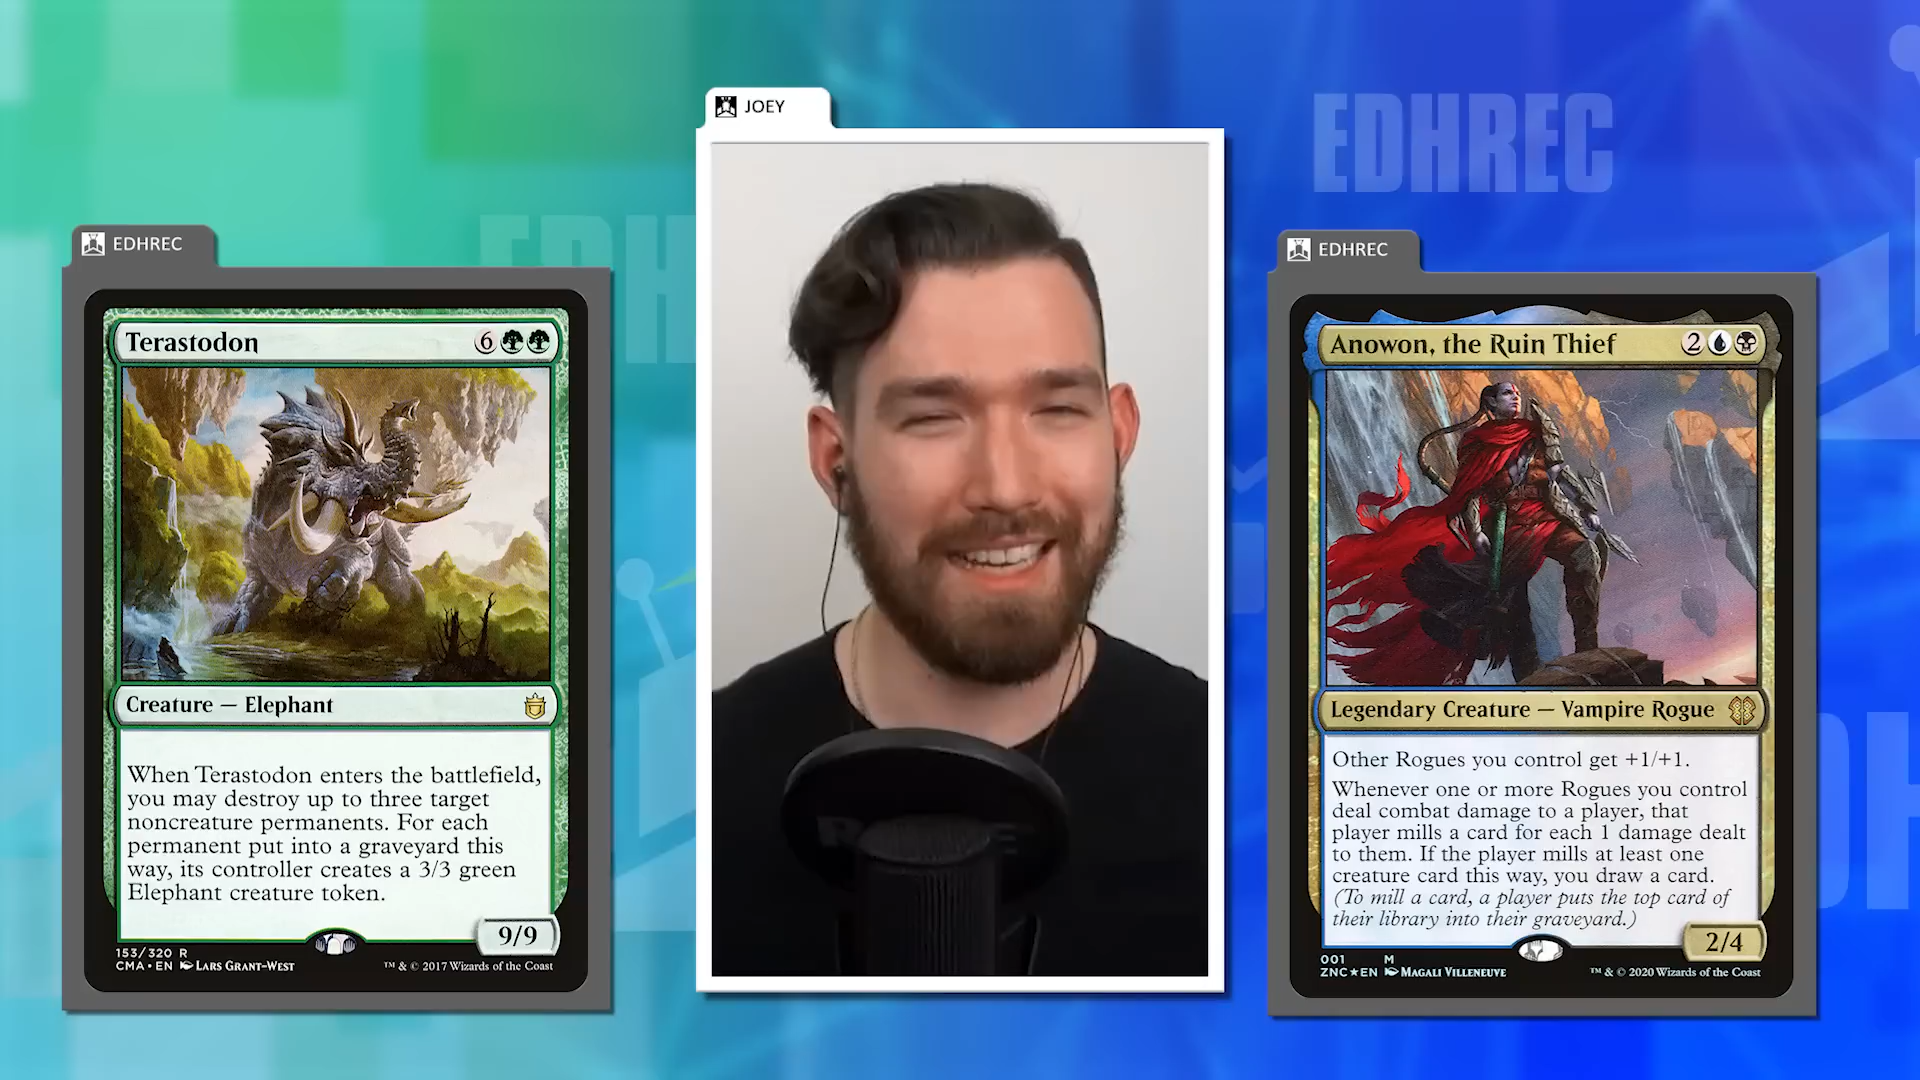 JOEY
EDHREC
EDHREC
Terastodon 6
Creature — Elephant
When Terastodon enters the battlefield,
you may destroy up to three target
noncreature permanents. For each
permanent put into a graveyard this
way, its controller creates a 3/3 green
Elephant creature token.
9/9
153/320 R
CMA • EN LARS GRANT-WEST
™ & © 2017 Wizards of the Coast
EDHREC
Anowon, the Ruin Thief 2
Legendary Creature — Vampire Rogue
Other Rogues you control get +1/+1.
Whenever one or more Rogues you control
deal combat damage to a player, that
player mills a card for each 1 damage dealt
to them. If the player mills at least one
creature card this way, you draw a card.
(To mill a card, a player puts the top card of
their library into their graveyard.)
2/4
001 M
ZNC★EN MAGALI VILLENEUVE
™ & © 2020 Wizards of the Coast